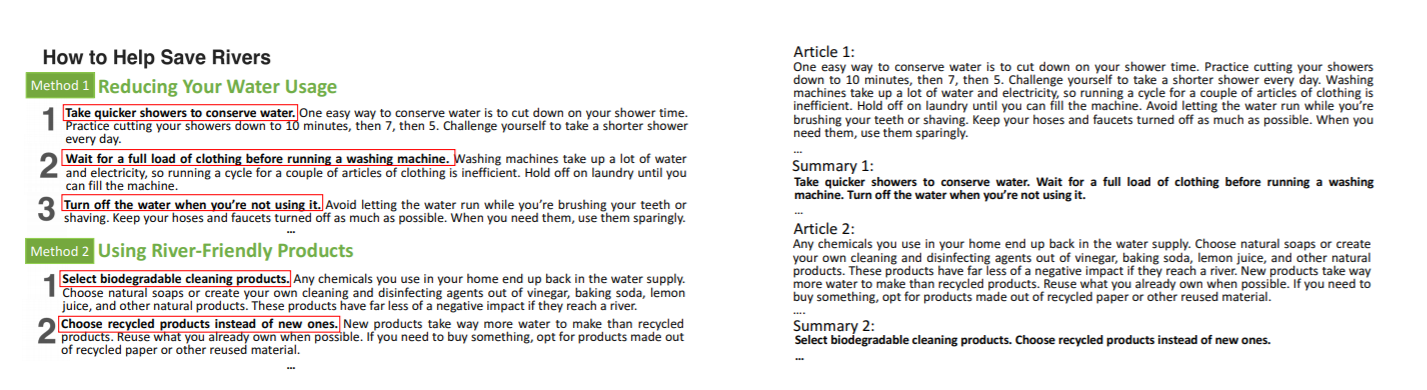 How to Help Save Rivers
Method 1 Reducing Your Water Usage
1 Take quicker showers to conserve water. One easy way to conserve water is to cut down on your shower time.
Practice cutting your showers down to 10 minutes, then 7, then 5. Challenge yourself to take a shorter shower
every day.
2 Wait for a full load of clothing before running a washing machine. Washing machines take up a lot of water
and electricity, so running a cycle for a couple of articles of clothing is inefficient. Hold off on laundry until you
can fill the machine.
3 Turn off the water when you're not using it. Avoid letting the water run while you're brushing your teeth or
shaving. Keep your hoses and faucets turned off as much as possible. When you need them, use them sparingly.
...
Method 2 Using River-Friendly Products
1 Select biodegradable cleaning products. Any chemicals you use in your home end up back in the water supply.
Choose natural soaps or create your own cleaning and disinfecting agents out of vinegar, baking soda, lemon
juice, and other natural products. These products have far less of a negative impact if they reach a river.
2 Choose recycled products instead of new ones. New products take way more water to make than recycled
products. Reuse what you already own when possible. If you need to buy something, opt for products made out
of recycled paper or other reused material.
...
Article 1:
One easy way to conserve water is to cut down on your shower time. Practice cutting your showers
down to 10 minutes, then 7, then 5. Challenge yourself to take a shorter shower every day. Washing
machines take up a lot of water and electricity, so running a cycle for a couple of articles of clothing is
inefficient. Hold off on laundry until you can fill the machine. Avoid letting the water run while you're
brushing your teeth or shaving. Keep your hoses and faucets turned off as much as possible. When you
need them, use them sparingly.
...
Summary 1:
Take quicker showers to conserve water. Wait for a full load of clothing before running a washing
machine. Turn off the water when you're not using it.
...
Article 2:
Any chemicals you use in your home end up back in the water supply. Choose natural soaps or create
your own cleaning and disinfecting agents out of vinegar, baking soda, lemon juice, and other natural
products. These products have far less of a negative impact if they reach a river. New products take way
more water to make than recycled products. Reuse what you already own when possible. If you need to
buy something, opt for products made out of recycled paper or other reused material.
....
Summary 2:
Select biodegradable cleaning products. Choose recycled products instead of new ones.
...